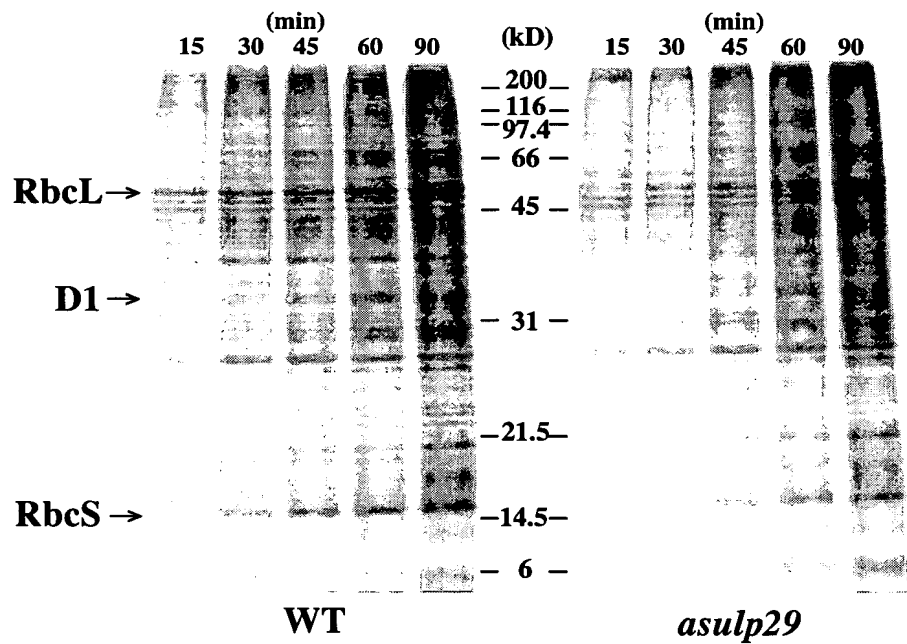 (min) (min)
15 30 45 60 90 (kD) 15 30 45 60 90
200
116
97.4
66
RbcL →
45
D1 →
31
21.5
RbcS →
14.5
6
WT asulp29